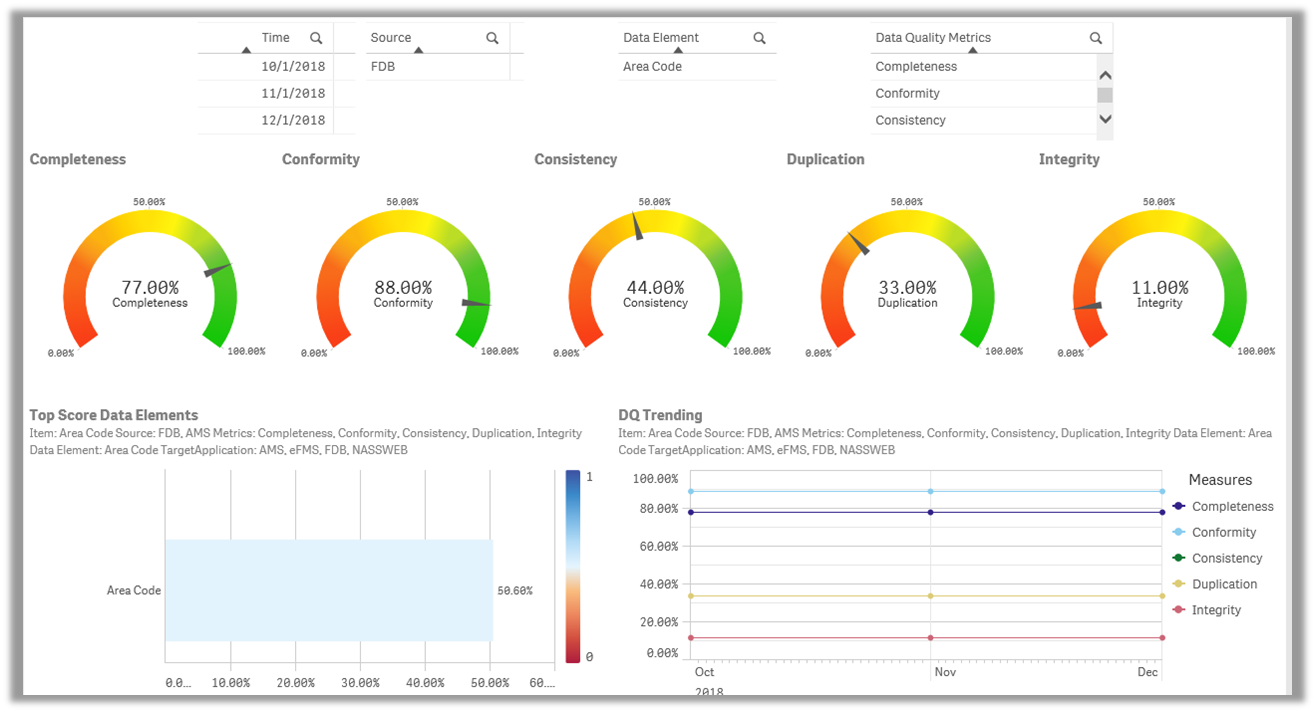 Time
Source
Data Element
Data Quality Metrics
10/1/2018
FDB
Area Code
Completeness
11/1/2018
Conformity
12/1/2018
Consistency
Completeness
Conformity
Consistency
Duplication
Integrity
50.00%
50.00%
50.00%
50.00%
50.00%
77.00%
Completeness
88.00%
Conformity
44.00%
Consistency
33.00%
Duplication
11.00%
Integrity
0.00%
100.00%
0.00%
100.00%
0.00%
100.00%
0.00%
100.00%
0.00%
100.00%
Top Score Data Elements
Item: Area Code Source: FDB, AMS Metrics: Completeness, Conformity, Consistency, Duplication, Integrity
Data Element: Area Code TargetApplication: AMS, eFMS, FDB, NASSWEB
1
Area Code
50.60%
0
0.0...
10.00%
20.00%
30.00%
40.00%
50.00%
60....
DQ Trending
Item: Area Code Source: FDB, AMS Metrics: Completeness, Conformity, Consistency, Duplication, Integrity Data Element: Area
Code TargetApplication: AMS, eFMS, FDB, NASSWEB
100.00%
80.00%
60.00%
40.00%
20.00%
0.00%
Oct
Nov
Dec
2018
Measures
Completeness
Conformity
Consistency
Duplication
Integrity